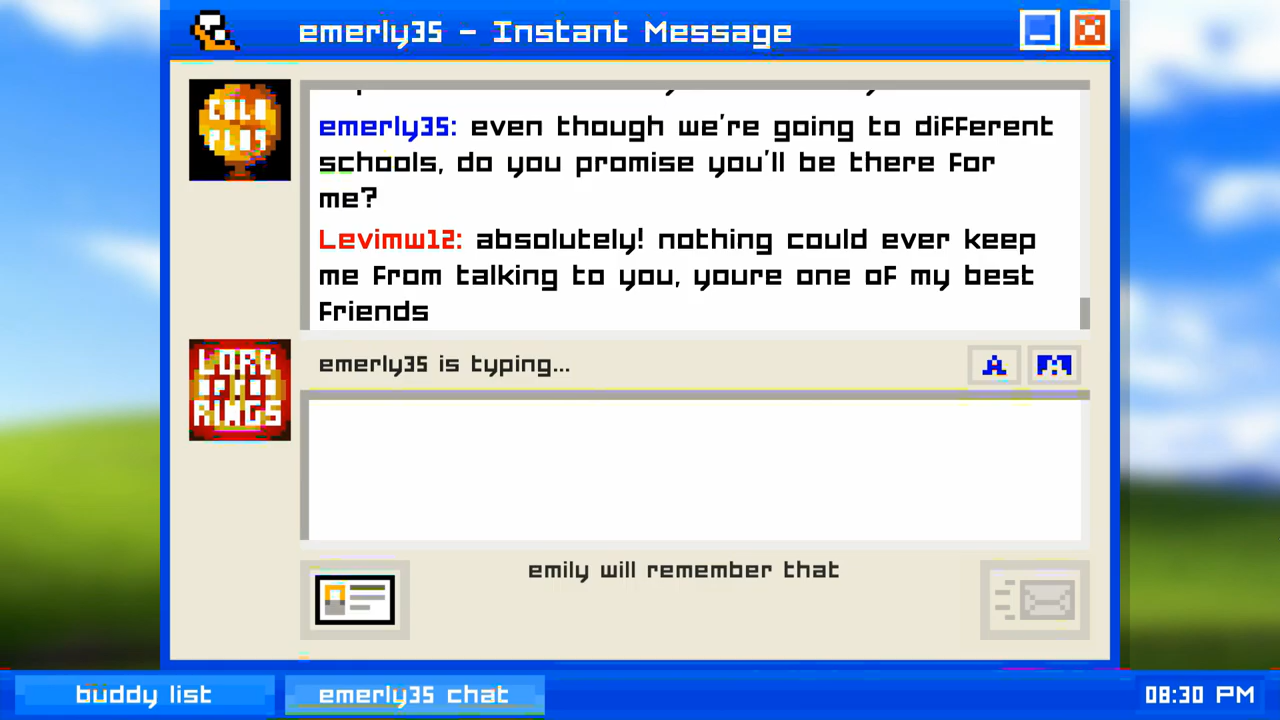 emerly35 - Instant Message
emerly35: even though we're going to different
schools, do you promise you'll be there for
me?
Levimw12: absolutely! nothing could ever keep
me from talking to you, youre one of my best
friends
emerly35 is typing...
A
emily will remember that
COLD
PLAY
LORD
OF THE
RINGS
buddy list
emerly35 chat
08:30 PM